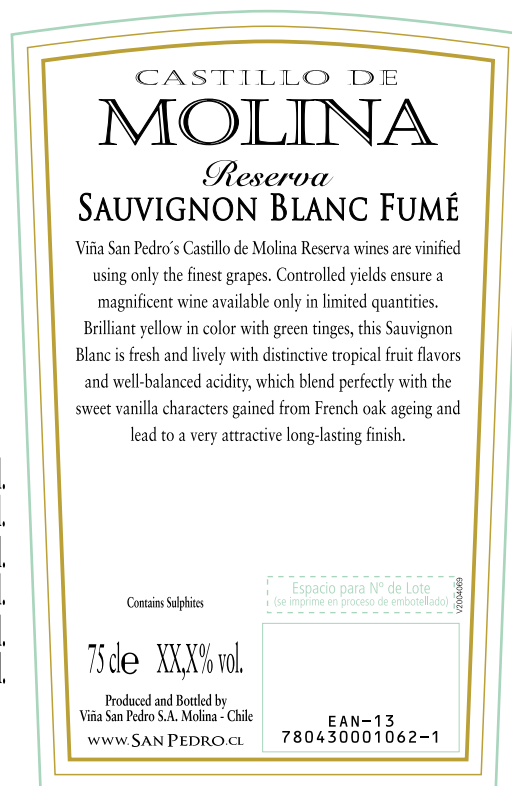 CASTILLO DE
MOLINA
Reserva
SAUVIGNON BLANC FUMÉ
Viña San Pedro´s Castillo de Molina Reserva wines are vinified
using only the finest grapes. Controlled yields ensure a
magnificent wine available only in limited quantities.
Brilliant yellow in color with green tinges, this Sauvignon
Blanc is fresh and lively with distinctive tropical fruit flavors
and well-balanced acidity, which blend perfectly with the
sweet vanilla characters gained from French oak ageing and
lead to a very attractive long-lasting finish.
Espacio para Nº de Lote
(se imprime en proceso de embotellado)
V2004069
Contains Sulphites
75 cl e XX,X% vol.
Produced and Bottled by
Viña San Pedro S.A. Molina - Chile
WWW.SAN PEDRO.CL
EAN-13
780430001062-1